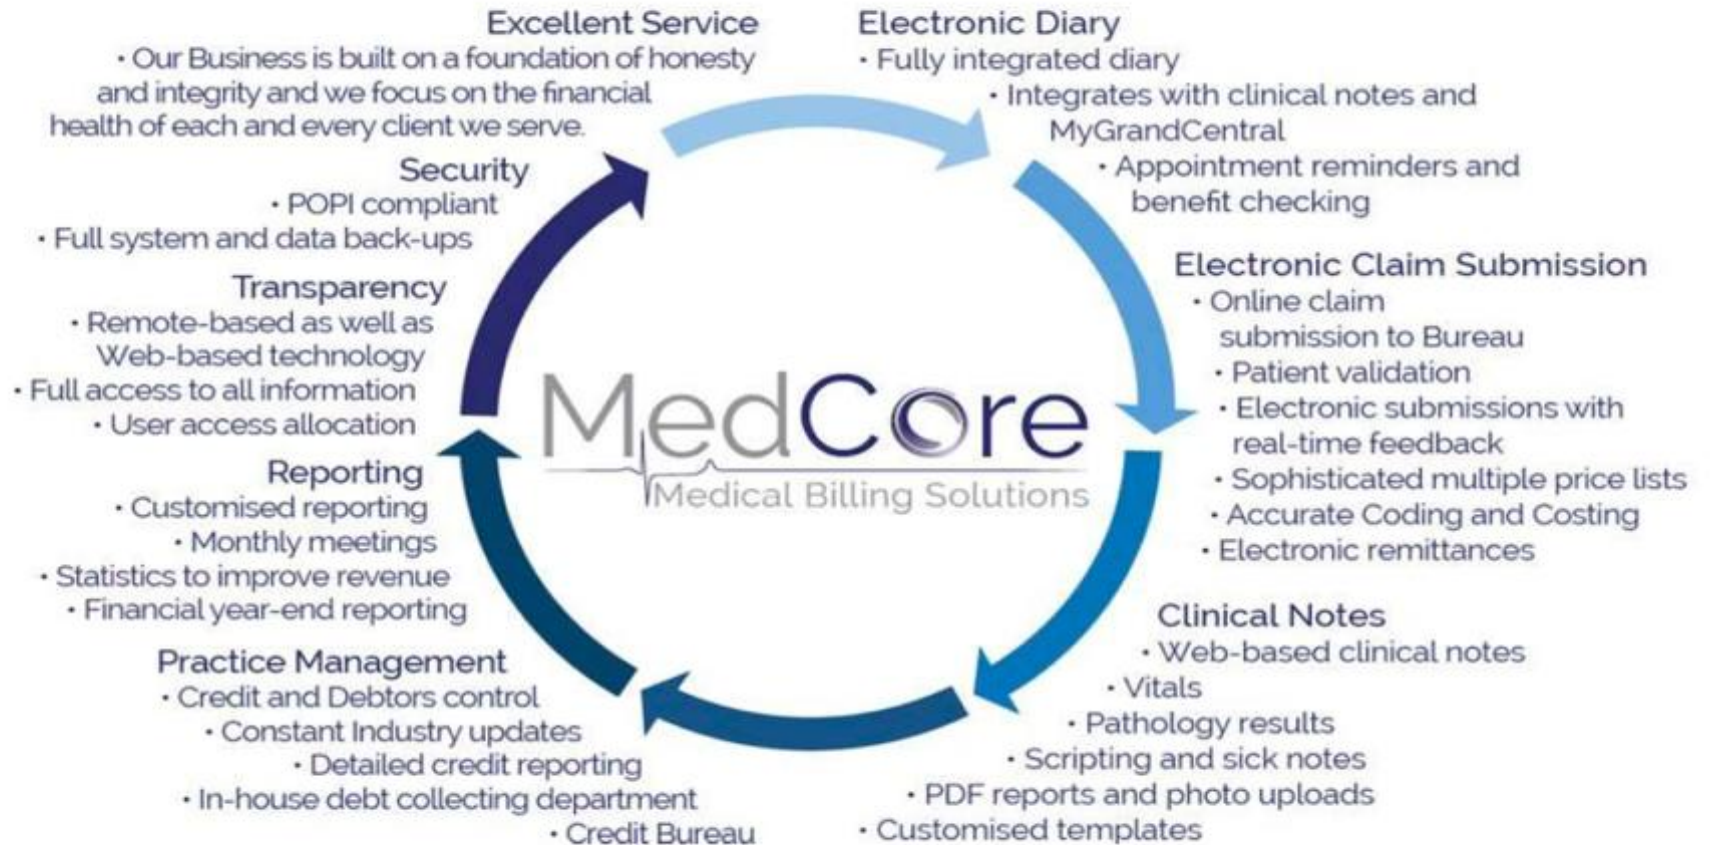 Excellent Service
• Our Business is built on a foundation of honesty
and integrity and we focus on the financial
health of each and every client we serve.
Security
• POPI compliant
• Full system and data back-ups
Transparency
• Remote-based as well as
Web-based technology
• Full access to all information
• User access allocation
Reporting
• Customised reporting
• Monthly meetings
• Statistics to improve revenue
• Financial year-end reporting
Practice Management
• Credit and Debtors control
• Constant Industry updates
• Detailed credit reporting
• In-house debt collecting department
• Credit Bureau
MedCore
Medical Billing Solutions
Electronic Diary
• Fully integrated diary
• Integrates with clinical notes and
MyGrandCentral
• Appointment reminders and
benefit checking
Electronic Claim Submission
• Online claim
submission to Bureau
• Patient validation
• Electronic submissions with
real-time feedback
• Sophisticated multiple price lists
• Accurate Coding and Costing
• Electronic remittances
Clinical Notes
• Web-based clinical notes
• Vitals
• Pathology results
• Scripting and sick notes
• PDF reports and photo uploads
• Customised templates